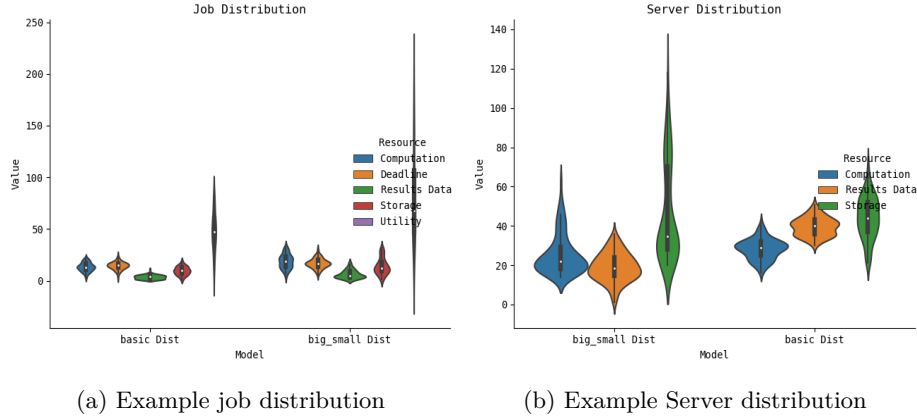 Job Distribution
250
200
150
100
50
0
Value
basic Dist
big_small Dist
Model
Resource
Computation
Deadline
Results Data
Storage
Utility
(a) Example job distribution
Server Distribution
140
120
100
80
60
40
20
0
Value
big_small Dist
basic Dist
Model
Resource
Computation
Results Data
Storage
(b) Example Server distribution